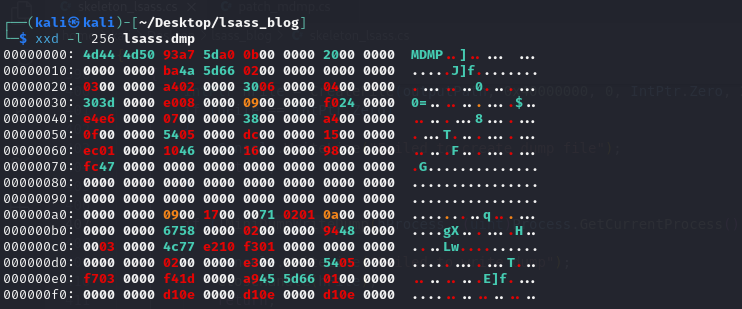 ┌──(kali㉿kali)-[~/Desktop/lsass_blog]
└─$ xxd -l 256 lsass.dmp
00000000: 4d44 4d50 93a7 5da0 0b00 0000 2000 0000  MDMP..]..... ...
00000010: 0000 0000 ba4a 5d66 0200 0000 0000 0000  .....J]f........
00000020: 0300 0000 a402 0000 3006 0000 0400 0000  ........0.......
00000030: 303d 0000 e008 0000 0900 0000 f024 0000  0=...........$..
00000040: e4e6 0000 0700 0000 3800 0000 a400 0000  ........8.......
00000050: 0f00 0000 5405 0000 dc00 0000 1500 0000  ....T...........
00000060: ec01 0000 1046 0000 1600 0000 9800 0000  .....F..........
00000070: fc47 0000 0000 0000 0000 0000 0000 0000  .G..............
00000080: 0000 0000 0000 0000 0000 0000 0000 0000  ................
00000090: 0000 0000 0000 0000 0000 0000 0000 0000  ................
000000a0: 0000 0000 0900 1700 0071 0201 0a00 0000  .........q......
000000b0: 0000 0000 6758 0000 0200 0000 9448 0000  ....gX.......H..
000000c0: 0003 0000 4c77 e210 f301 0000 0000 0000  ....Lw..........
000000d0: 0000 0000 0200 0000 e300 0000 5405 0000  ............T...
000000e0: f703 0000 f41d 0000 a945 5d66 0100 0000  .........E]f....
000000f0: 0000 0000 d10e 0000 d10e 0000 d10e 0000  ................